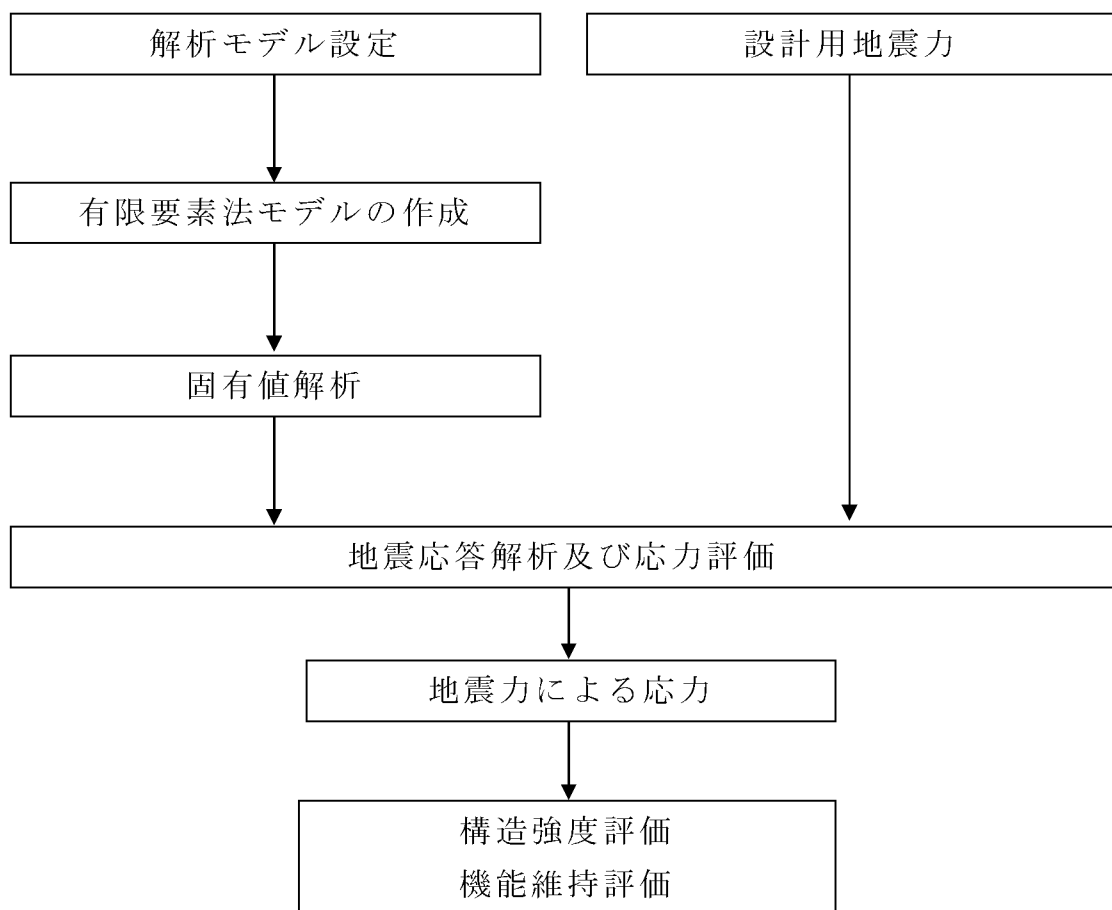 解析モデル設定
設計用地震力
有限要素法モデルの作成
固有値解析
地震応答解析及び応力評価
地震力による応力
構造強度評価
機能維持評価